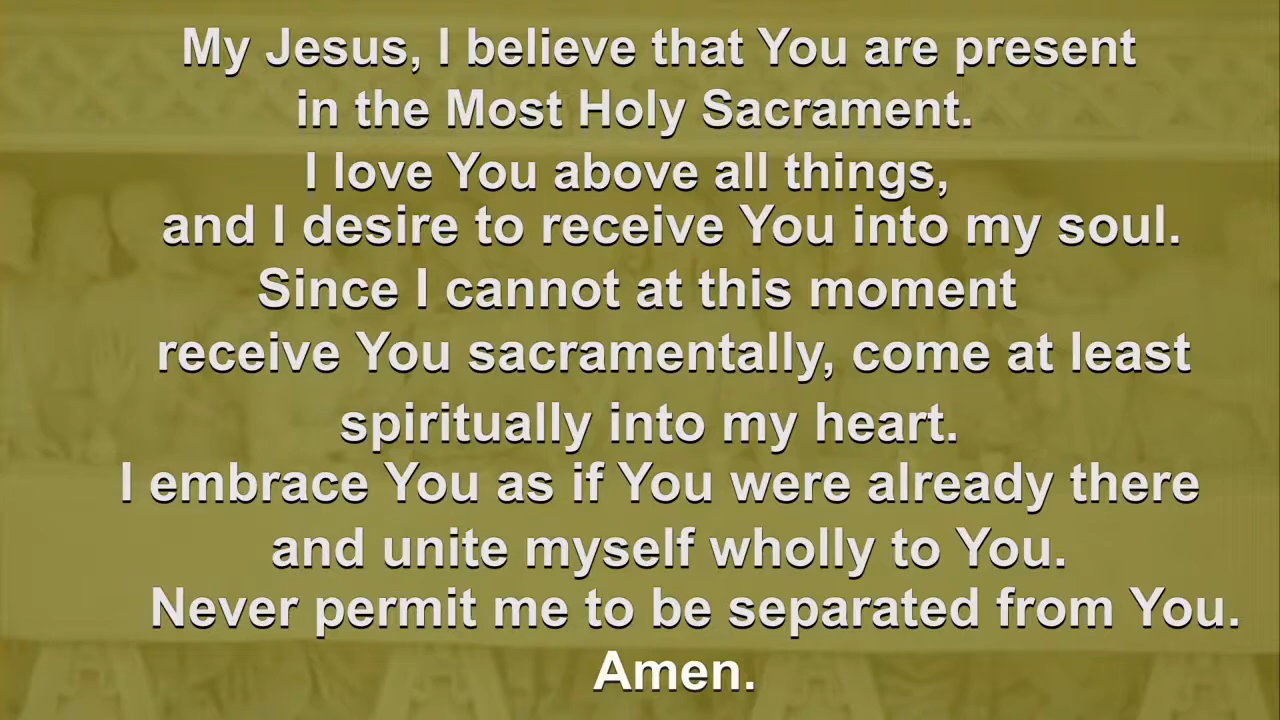 My Jesus, I believe that You are present
in the Most Holy Sacrament.
I love You above all things,
and I desire to receive You into my soul.
Since I cannot at this moment
receive You sacramentally, come at least
spiritually into my heart.
I embrace You as if You were already there
and unite myself wholly to You.
Never permit me to be separated from You.
Amen.